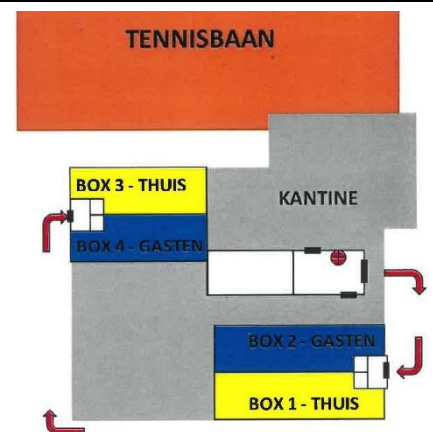 TENNISBAAN
BOX 3 - THUIS
KANTINE
BOX 4 - GASTEN
BOX 2 - GASTEN
BOX 1 - THUIS